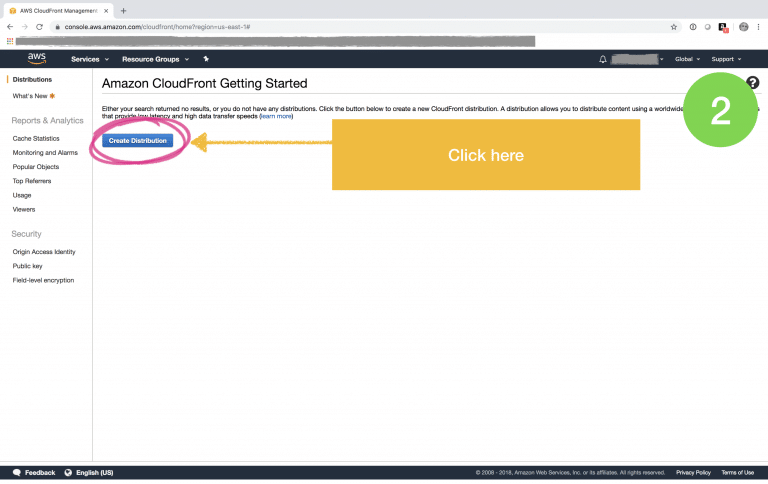 AWS CloudFront Management
console.aws.amazon.com/cloudfront/home?region=us-east-1#
aws
Services
Resource Groups
Global
Support
Distributions
What's New
Reports & Analytics
Cache Statistics
Monitoring and Alarms
Popular Objects
Top Referrers
Usage
Viewers
Security
Origin Access Identity
Public key
Field-level encryption
Amazon CloudFront Getting Started
Either your search returned no results, or you do not have any distributions. Click the button below to create a new CloudFront distribution. A distribution allows you to distribute content using a worldwide
that provide low latency and high data transfer speeds (learn more)
Create Distribution
Click here
2
?
Feedback
English (US)
© 2008 - 2018, Amazon Web Services, Inc. or its affiliates. All rights reserved.
Privacy Policy
Terms of Use